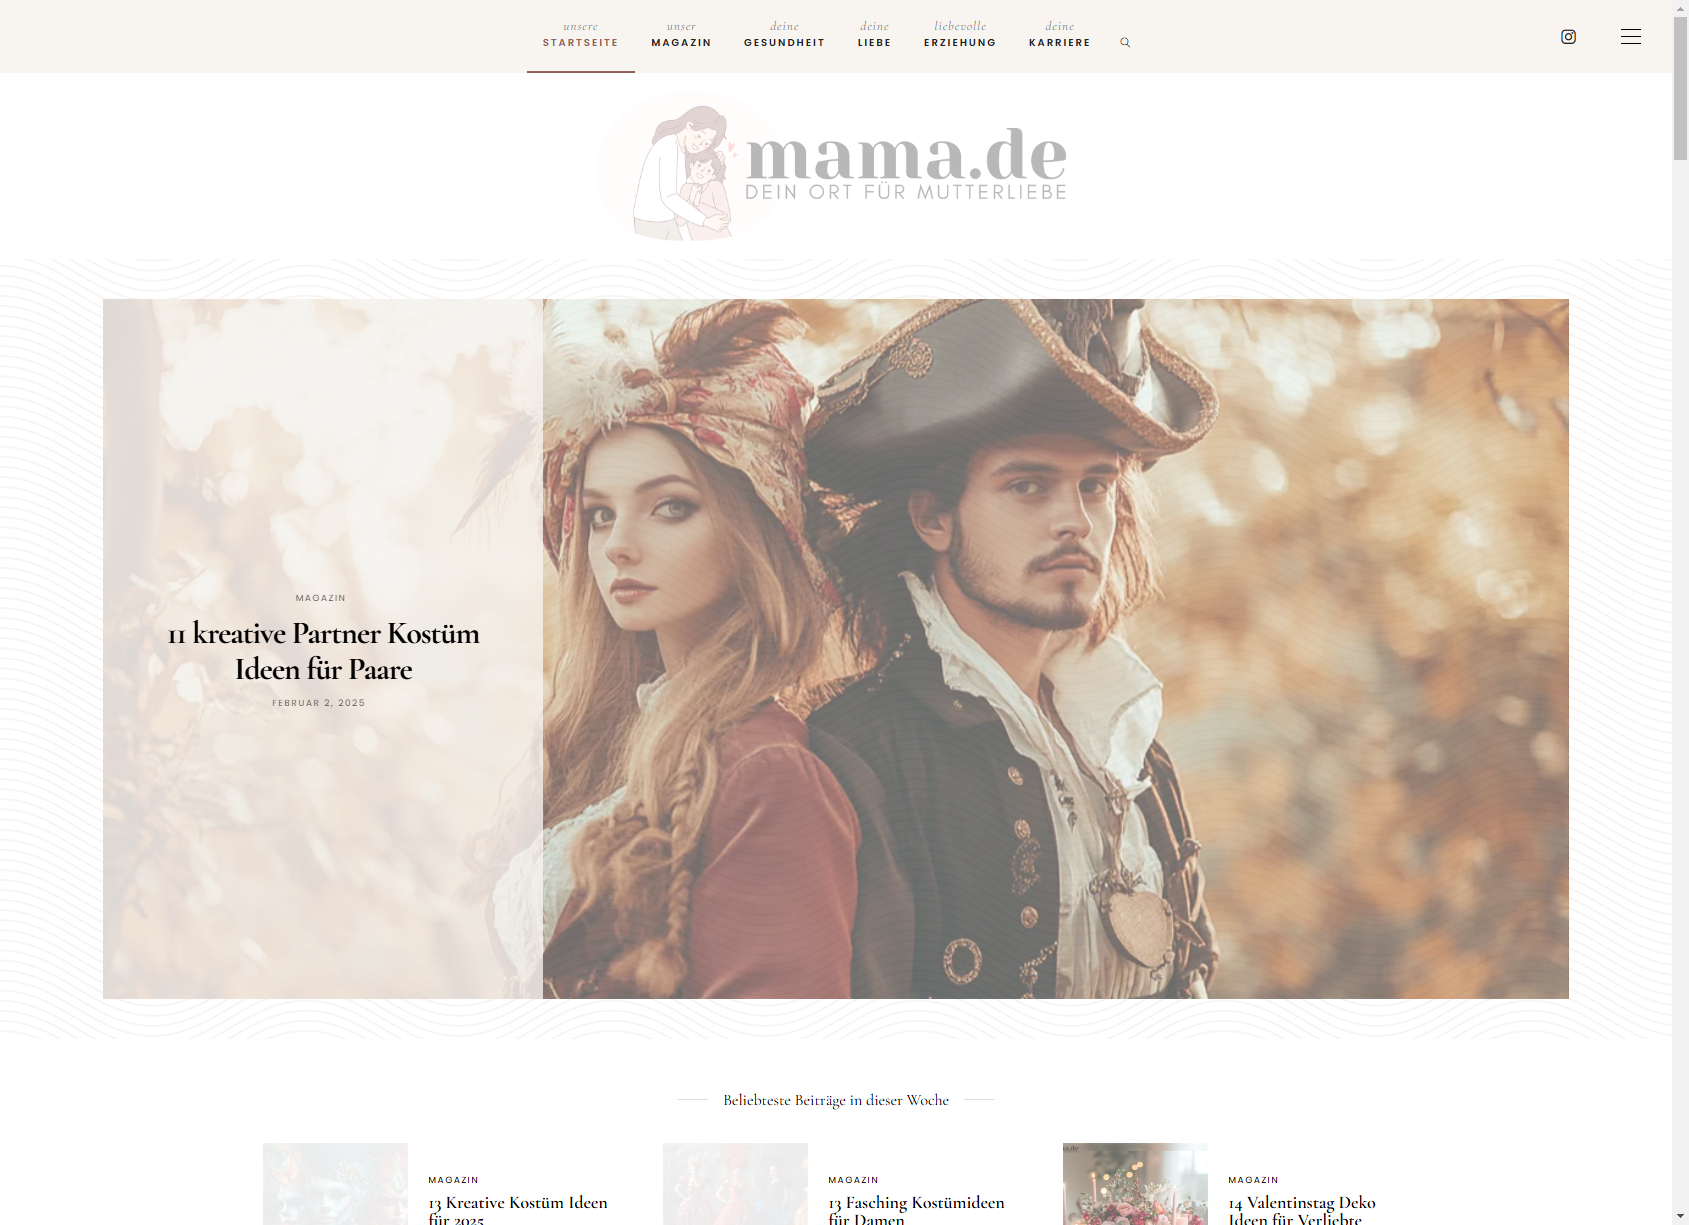 unsere
STARTSEITE
unser
MAGAZIN
deine
GESUNDHEIT
deine
LIEBE
liebevolle
ERZIEHUNG
deine
KARRIERE
mama.de
DEIN ORT FÜR MUTTERLIEBE
MAGAZIN
11 kreative Partner Kostüm
Ideen für Paare
FEBRUAR 2, 2025
Beliebteste Beiträge in dieser Woche
MAGAZIN
13 Kreative Kostüm Ideen
für 2025
MAGAZIN
13 Fasching Kostümideen
für Damen
MAGAZIN
14 Valentinstag Deko
Ideen für Verliebte